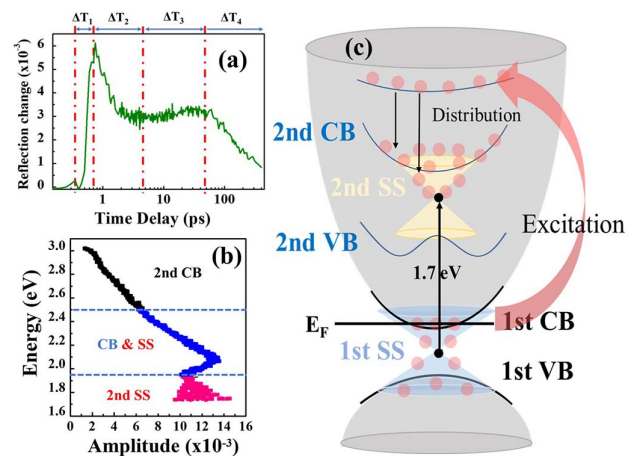 ΔT1 ΔT2 ΔT3 ΔT4
(a)
Reflection change (x10-3)
6
5
4
3
2
1
0
1 10 100
Time Delay (ps)
(b)
Energy (eV)
3.0
2.8
2.6
2.4
2.2
2.0
1.8
1.6
2nd CB
CB & SS
2nd SS
0 2 4 6 8 10 12 14 16
Amplitude (x10-3)
(c)
Distribution
2nd CB
2nd SS
2nd VB
Excitation
1.7 eV
EF
1st CB
1st SS
1st VB